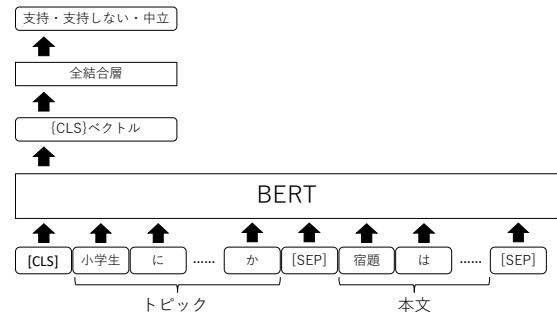 支持・支持しない・中立
全結合層
{CLS}ベクトル
BERT
[CLS] 小学生 に …… か [SEP] 宿題 は …… [SEP]
トピック 本文